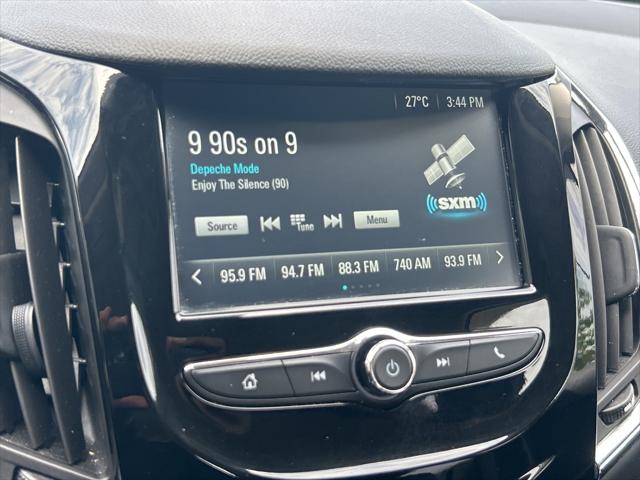 27°C 3:44 PM
9 90s on 9
Depeche Mode
Enjoy The Silence (90)
sxm
Source Tune Menu
95.9 FM 94.7 FM 88.3 FM 740 AM 93.9 FM